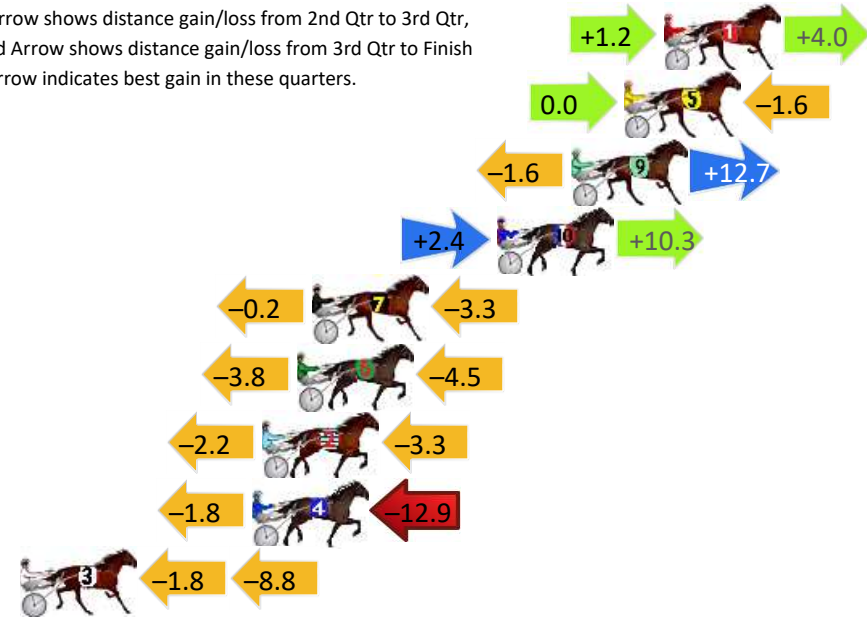 rrow shows distance gain/loss from 2nd Qtr to 3rd Qtr,
d Arrow shows distance gain/loss from 3rd Qtr to Finish
rrow indicates best gain in these quarters.
+1.2 1 +4.0
0.0 5 –1.6
–1.6 9 +12.7
+2.4 10 +10.3
–0.2 7 –3.3
–3.8 6 –4.5
–2.2 2 –3.3
–1.8 4 –12.9
3 –1.8 –8.8